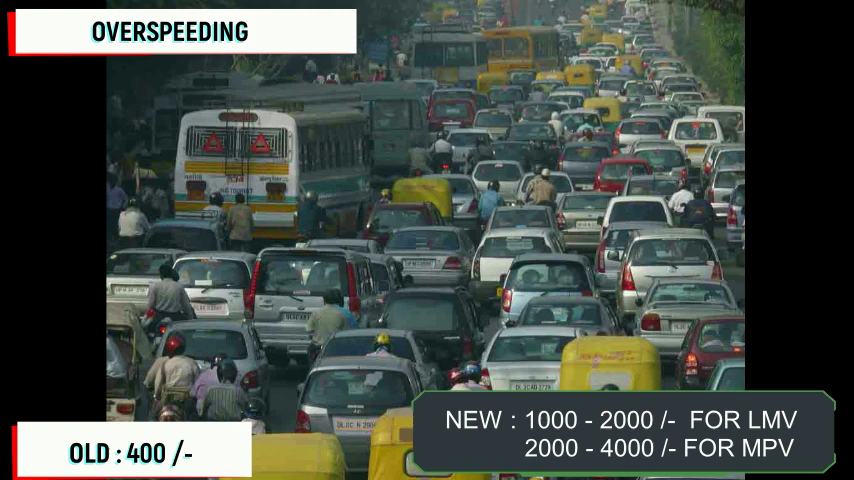 OVERSPEEDING
OLD : 400 /-
NEW : 1000 - 2000 /- FOR LMV
2000 - 4000 /- FOR MPV